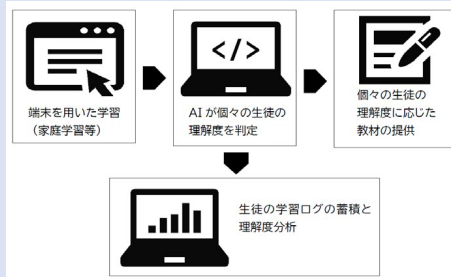 端末を用いた学習
（家庭学習等）
AIが個々の生徒の
理解度を判定
個々の生徒の
理解度に応じた
教材の提供
生徒の学習ログの蓄積と
理解度分析